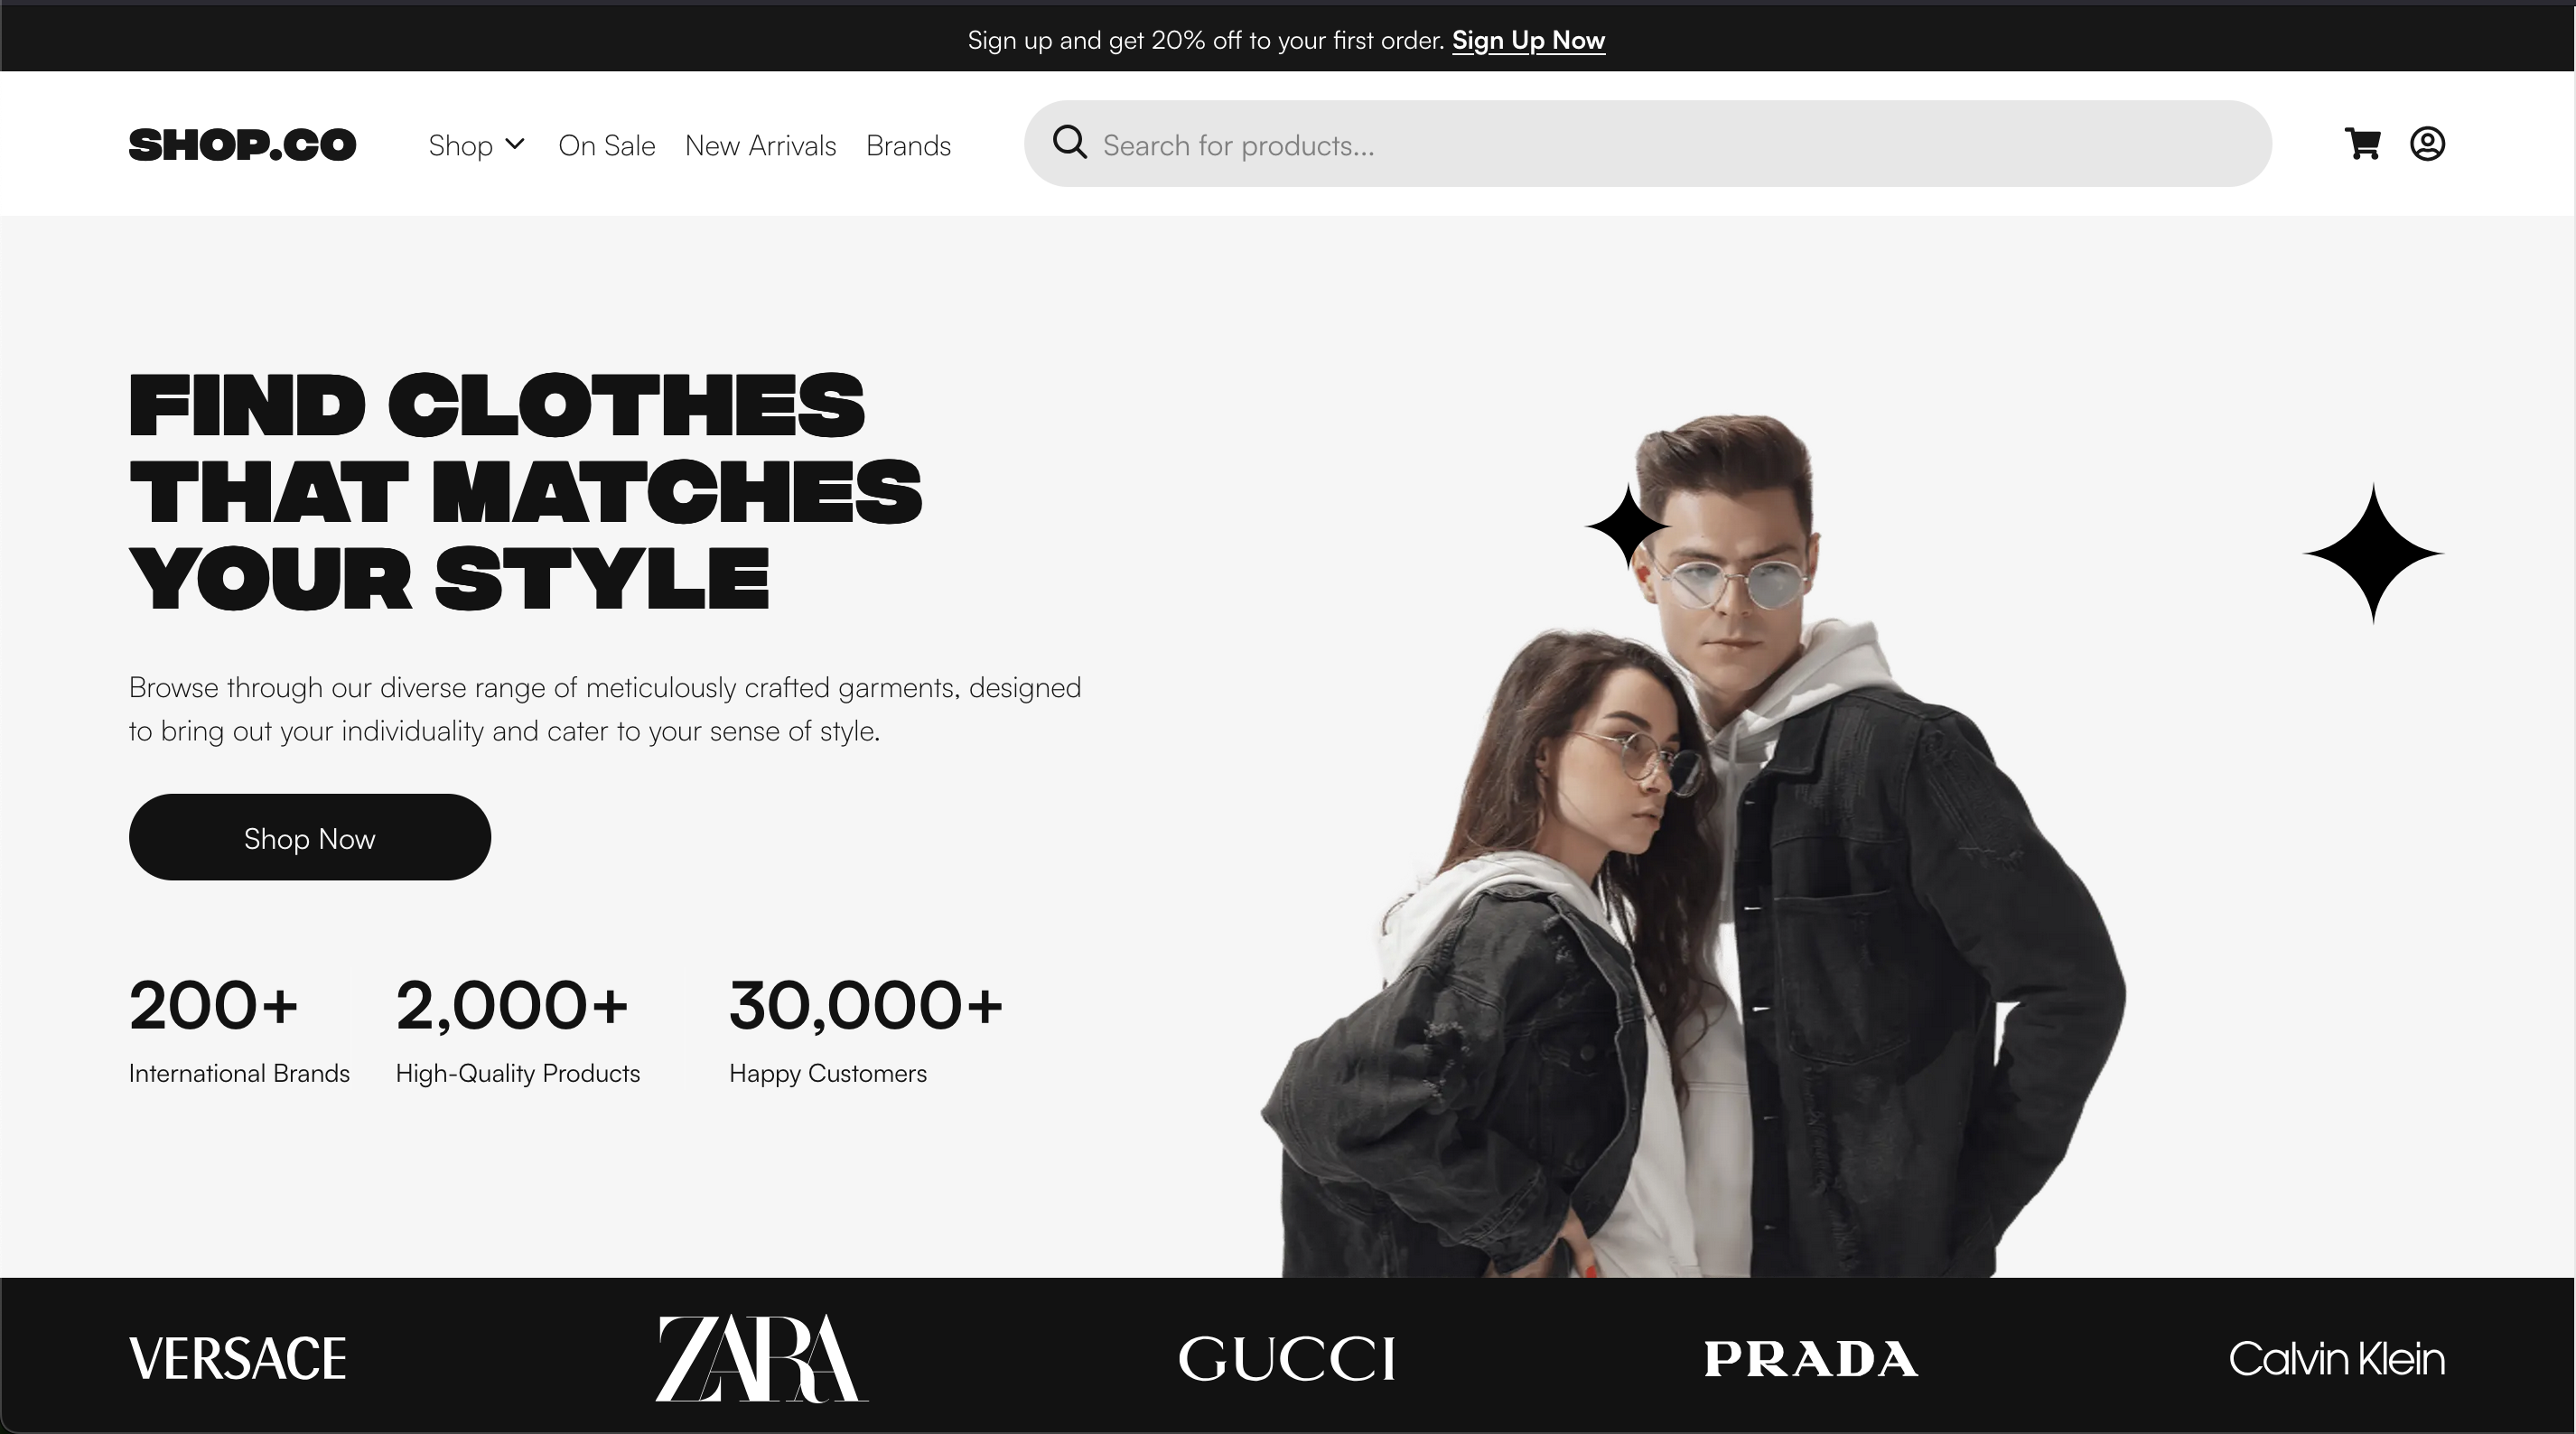 Sign up and get 20% off to your first order. Sign Up Now
SHOP.CO Shop On Sale New Arrivals Brands Search for products...
FIND CLOTHES
THAT MATCHES
YOUR STYLE
Browse through our diverse range of meticulously crafted garments, designed
to bring out your individuality and cater to your sense of style.
Shop Now
200+ 2,000+ 30,000+
International Brands High-Quality Products Happy Customers
VERSACE ZARA GUCCI PRADA Calvin Klein